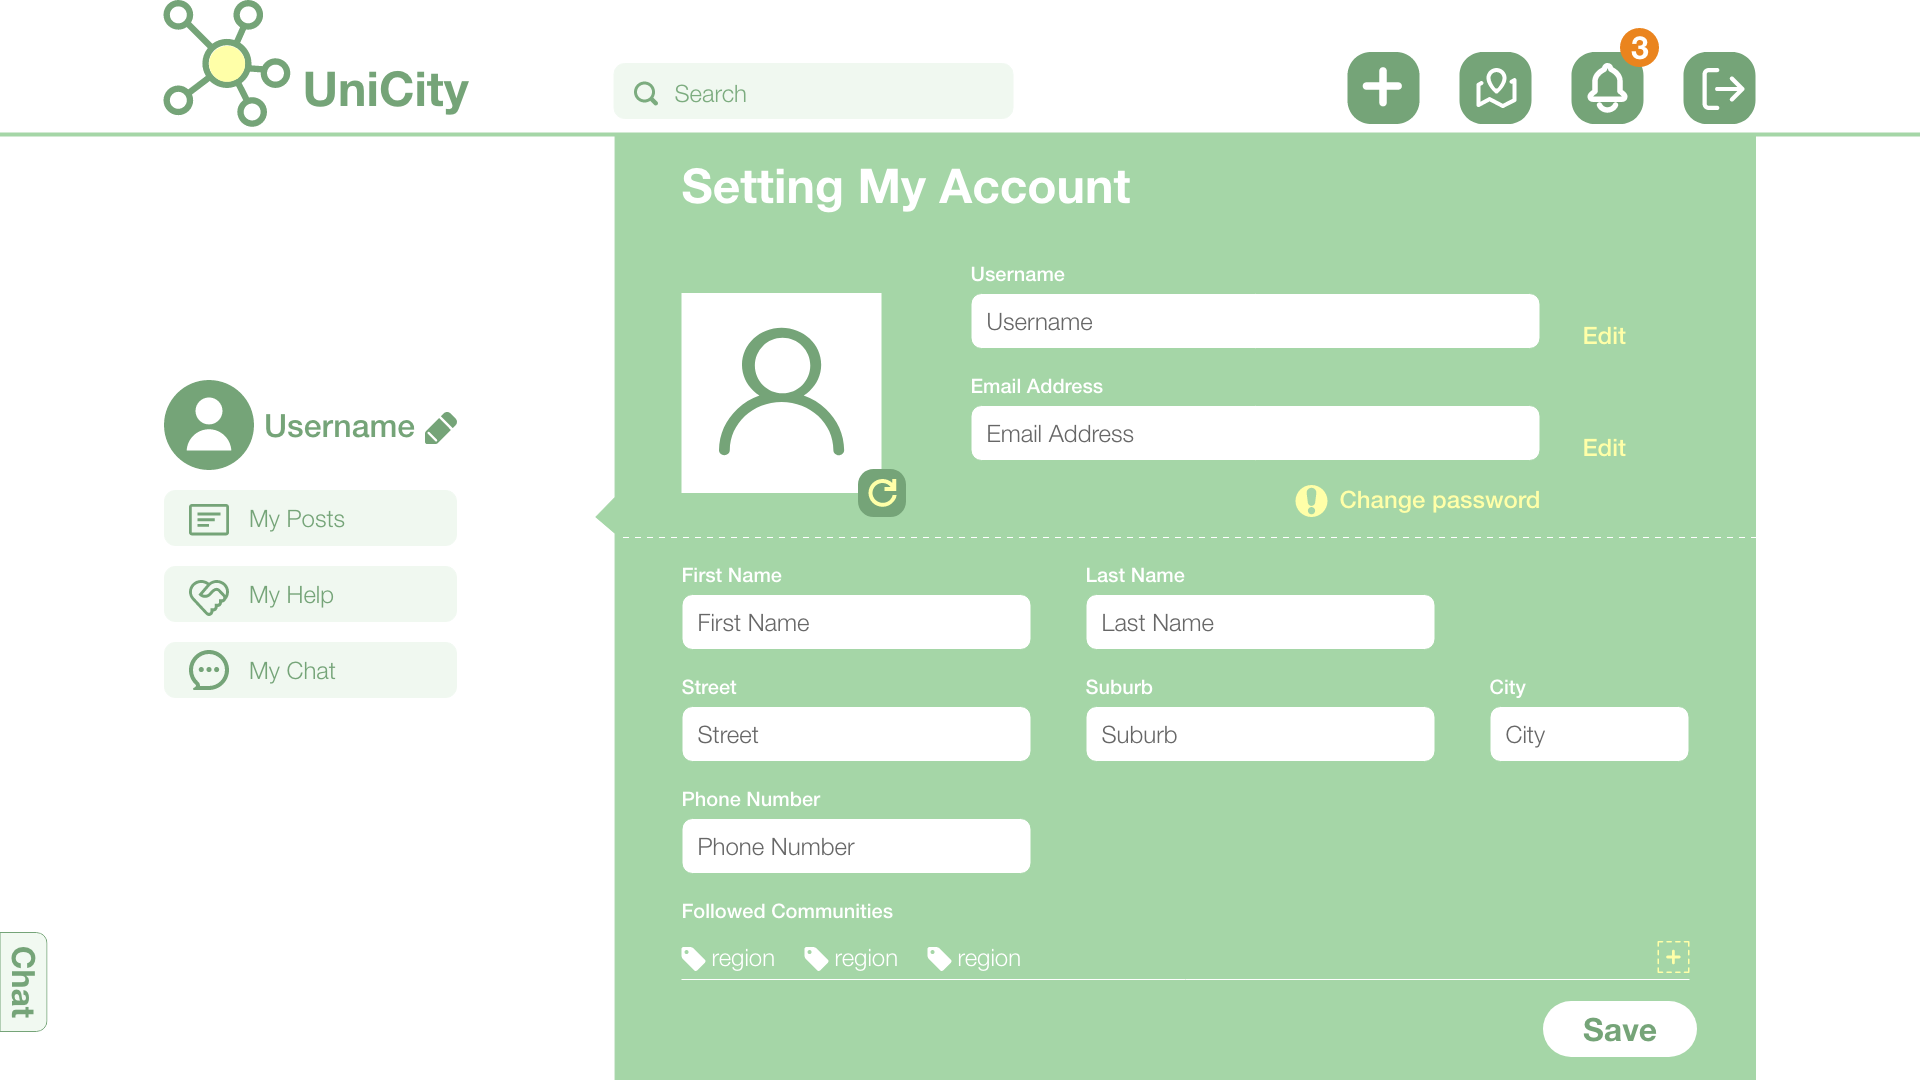 UniCity
Search
3
Setting My Account
Username
Username
Edit
Email Address
Email Address
Edit
Change password
Username
My Posts
My Help
My Chat
First Name
Last Name
First Name
Last Name
Street
Suburb
City
Street
Suburb
City
Phone Number
Phone Number
Followed Communities
region
region
region
Save
Chat